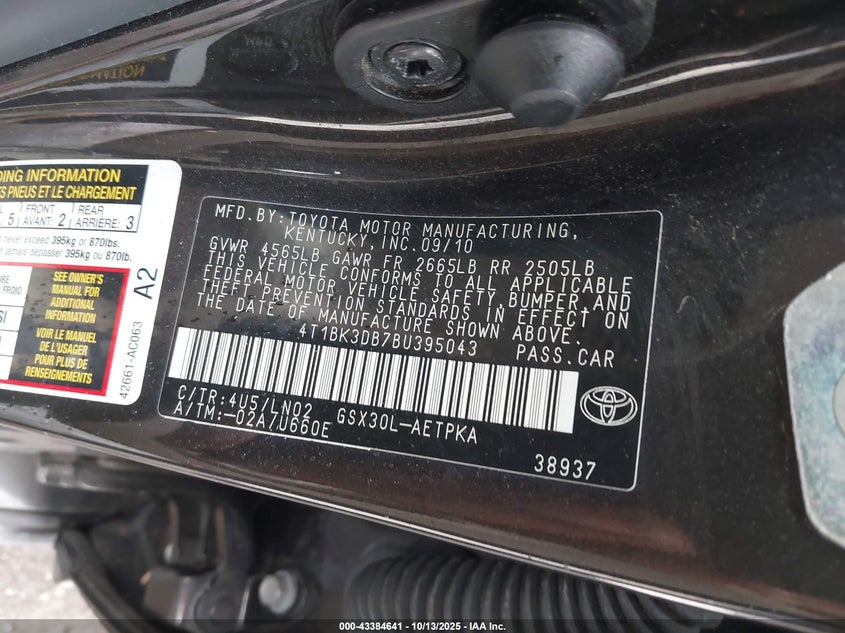 DING INFORMATION
ES PNEUS ET LE CHARGEMENT
5 FRONT AVANT: 2 REAR ARRIÈRE: 3
never exceed 395kg or 870lbs.
jamais dépasser 395kg ou 870lb.
SEE OWNER'S
MANUAL FOR
ADDITIONAL
INFORMATION
VOIR LE MANUEL
DE L'USAGER
POUR PLUS DE
RENSEIGNEMENTS
A2
42661-AC063
MFD. BY: TOYOTA MOTOR MANUFACTURING,
KENTUCKY, INC. 09/10
GVWR 4565LB GAWR FR 2665LB RR 2505LB
THIS VEHICLE CONFORMS TO ALL APPLICABLE
FEDERAL MOTOR VEHICLE SAFETY, BUMPER, AND
THEFT PREVENTION STANDARDS IN EFFECT ON
THE DATE OF MANUFACTURE SHOWN ABOVE.
4T1BK3DB7BU395043 PASS.CAR
C/TR: 4U5/LN02 GSX30L-AETPKA
A/TM: -02A/U660E
TOYOTA
38937
000-43384641 | 10/13/2025 | © IAA, Inc.